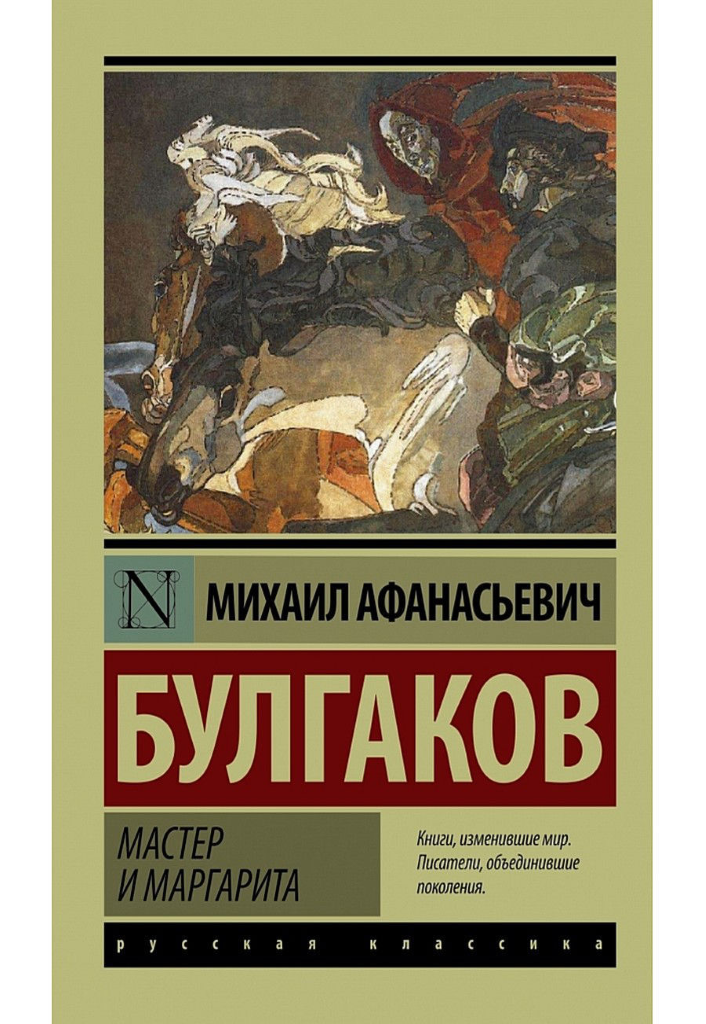 N
МИХАИЛ АФАНАСЬЕВИЧ
БУЛГАКОВ
МАСТЕР
И МАРГАРИТА
Книги, изменившие мир.
Писатели, объединившие
поколения.
русская классика